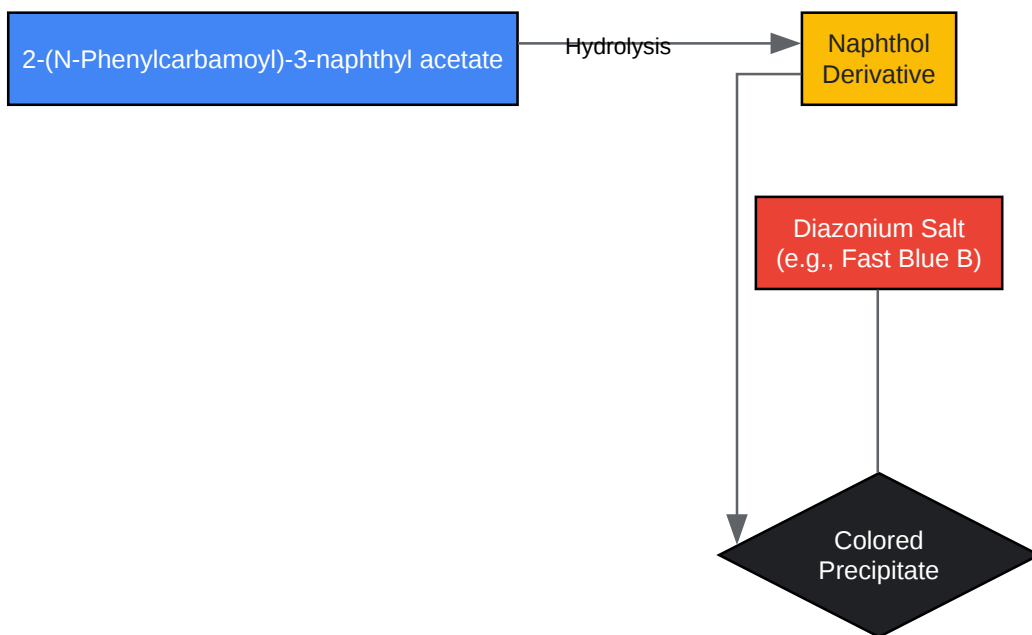 2-(N-Phenylcarbamoyl)-3-naphthyl acetate
Hydrolysis
Naphthol
Derivative
Diazonium Salt
(e.g., Fast Blue B)
Colored
Precipitate